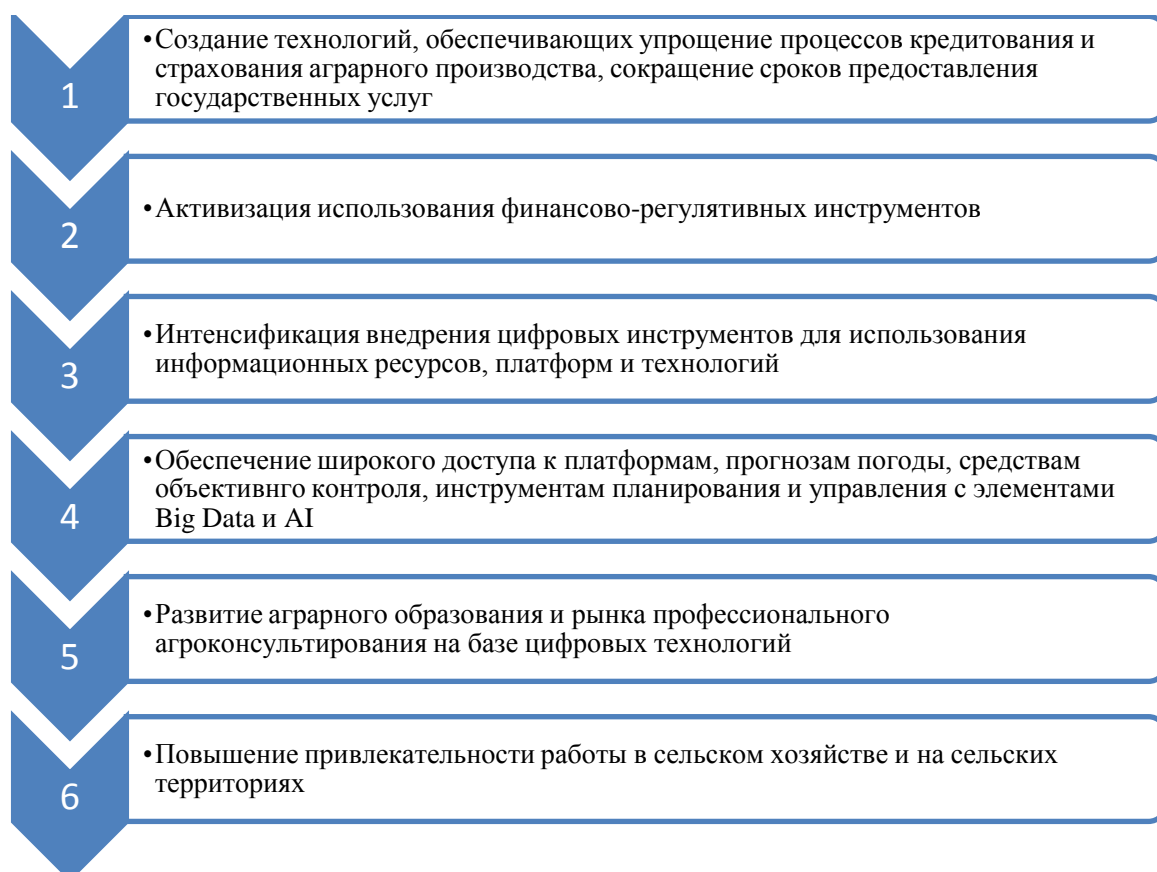 1
•Создание технологий, обеспечивающих упрощение процессов кредитования и
страхования аграрного производства, сокращение сроков предоставления
государственных услуг
2
•Активизация использования финансово-регулятивных инструментов
3
•Интенсификация внедрения цифровых инструментов для использования
информационных ресурсов, платформ и технологий
4
•Обеспечение широкого доступа к платформам, прогнозам погоды, средствам
объективнго контроля, инструментам планирования и управления с элементами
Big Data и AI
5
•Развитие аграрного образования и рынка профессионального
агроконсультирования на базе цифровых технологий
6
•Повышение привлекательности работы в сельском хозяйстве и на сельских
территориях